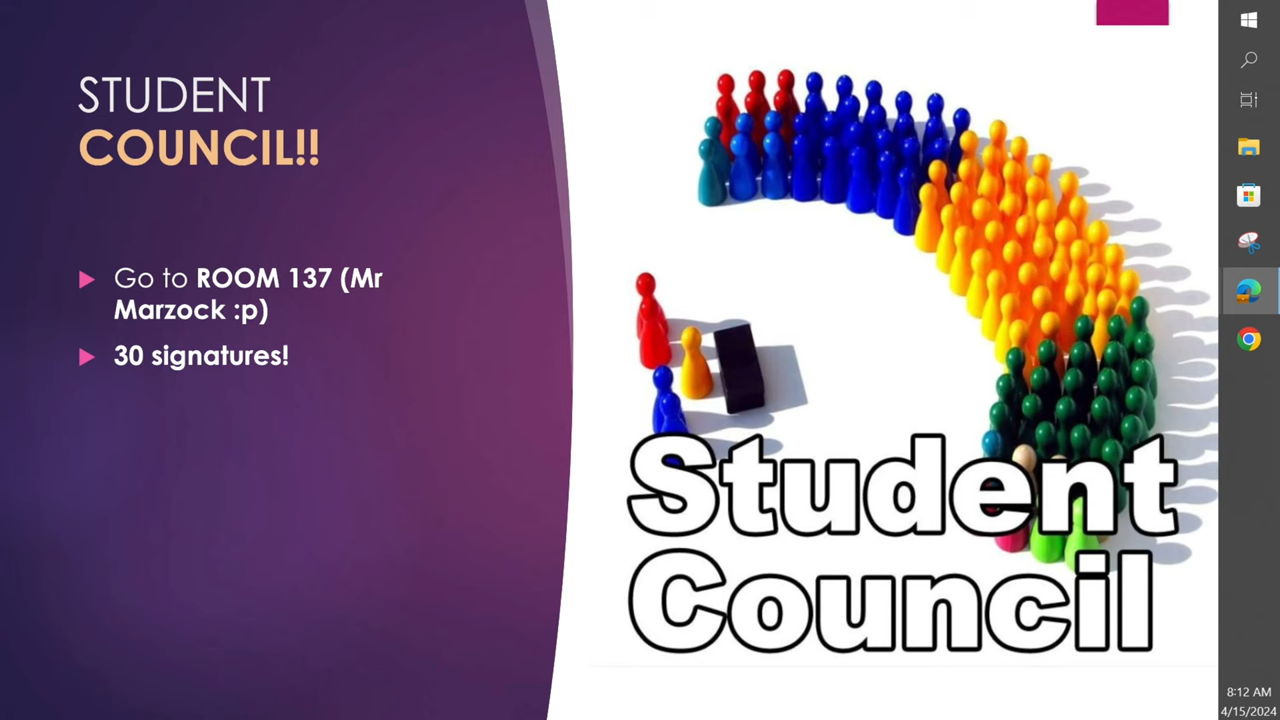 STUDENT
COUNCIL!!
Go to ROOM 137 (Mr
Marzock :p)
30 signatures!
Student
Council
8:12 AM
4/15/2024